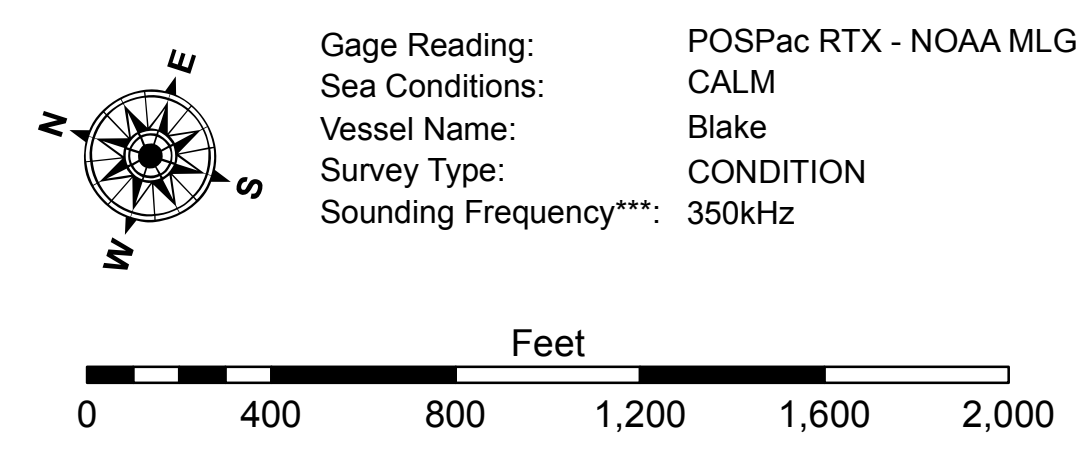 N
E
S
W
Gage Reading: POSPac RTX - NOAA MLG
Sea Conditions: CALM
Vessel Name: Blake
Survey Type: CONDITION
Sounding Frequency***: 350kHz
Feet
0 400 800 1,200 1,600 2,000